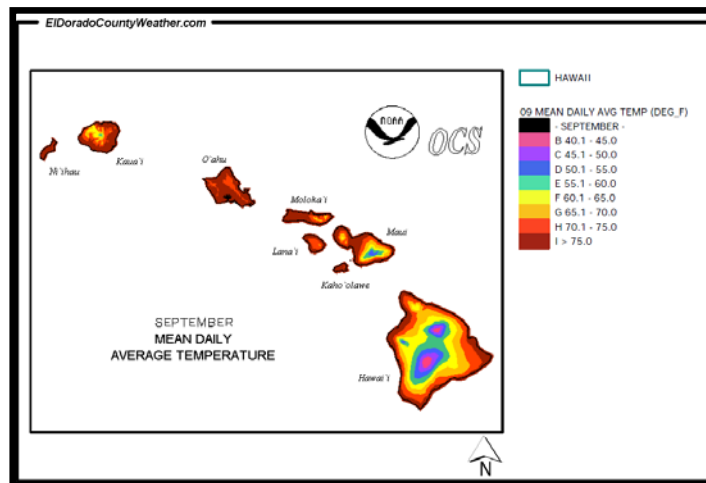 ElDoradoCountyWeather.com
HAWAII
09 MEAN DAILY AVG TEMP (DEG_F)
- SEPTEMBER -
B 40.1 - 45.0
C 45.1 - 50.0
D 50.1 - 55.0
E 55.1 - 60.0
F 60.1 - 65.0
G 65.1 - 70.0
H 70.1 - 75.0
I > 75.0
NOAA
OCS
Ni`ihau
Kaua`i
O`ahu
Moloka`i
Lana`i
Maui
Kaho`olawe
Hawai`i
SEPTEMBER
MEAN DAILY
AVERAGE TEMPERATURE
N